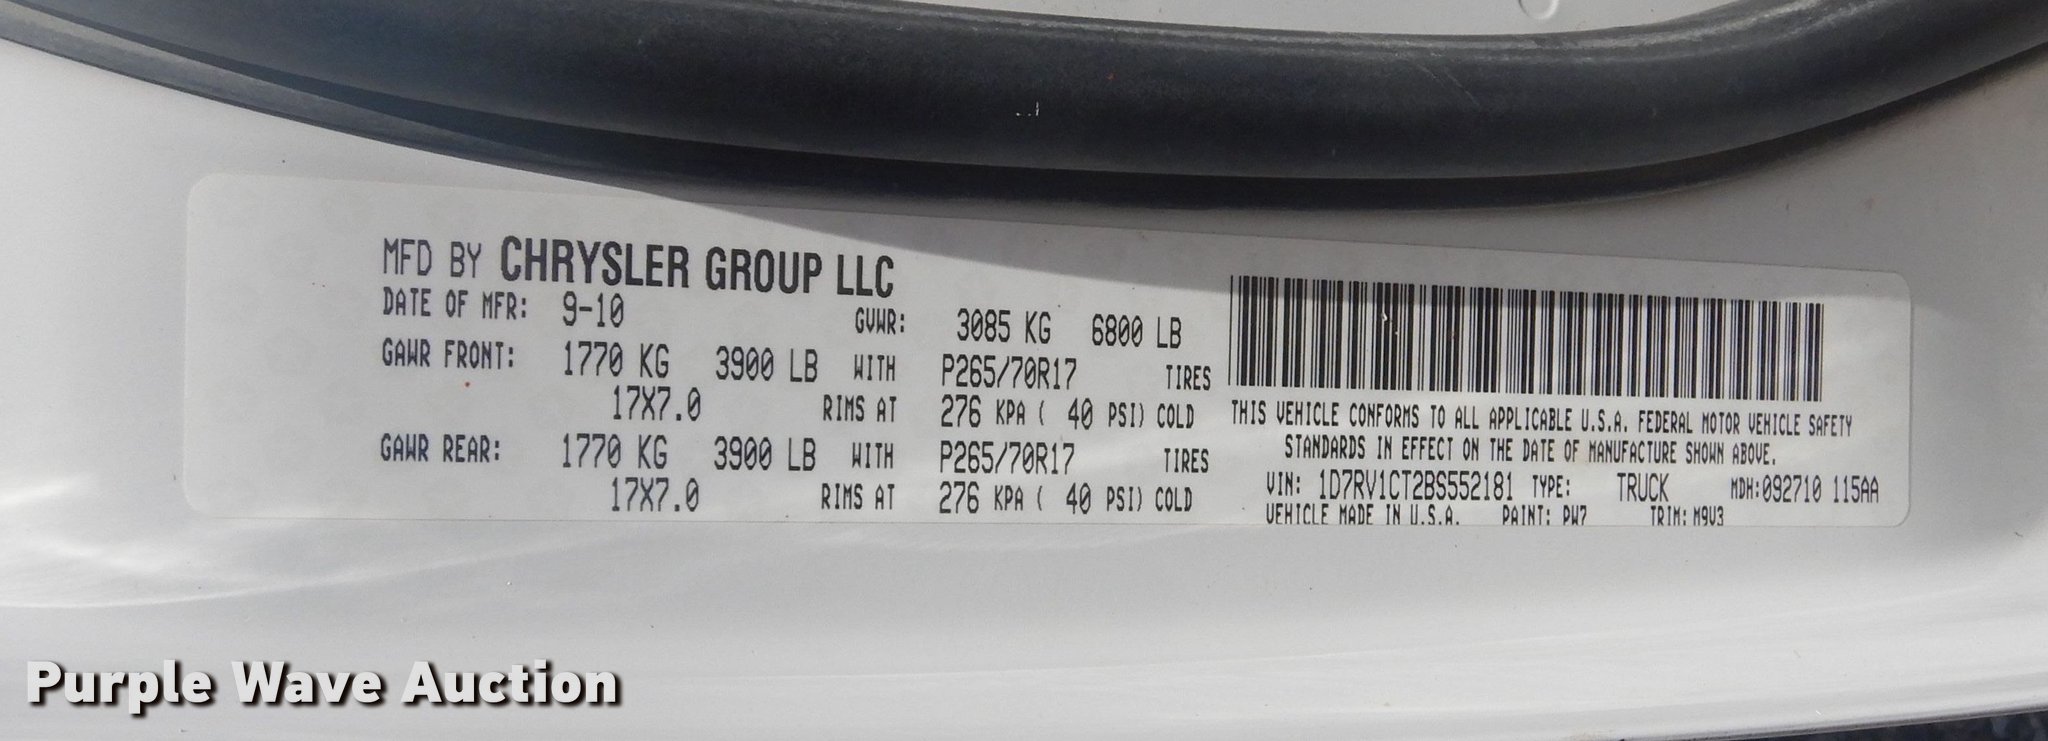 MFD BY CHRYSLER GROUP LLC
DATE OF MFR: 9-10 GVWR: 3085 KG 6800 LB
GAWR FRONT: 1770 KG 3900 LB WITH P265/70R17 TIRES
17X7.0 RIMS AT 276 KPA ( 40 PSI) COLD
GAWR REAR: 1770 KG 3900 LB WITH P265/70R17 TIRES
17X7.0 RIMS AT 276 KPA ( 40 PSI) COLD
THIS VEHICLE CONFORMS TO ALL APPLICABLE U.S.A. FEDERAL MOTOR VEHICLE SAFETY
STANDARDS IN EFFECT ON THE DATE OF MANUFACTURE SHOWN ABOVE.
VIN: 1D7RV1CT2BS552181 TYPE: TRUCK MDH:092710 115AA
VEHICLE MADE IN U.S.A. PAINT: PW7 TRIM: M9V3
Purple Wave Auction